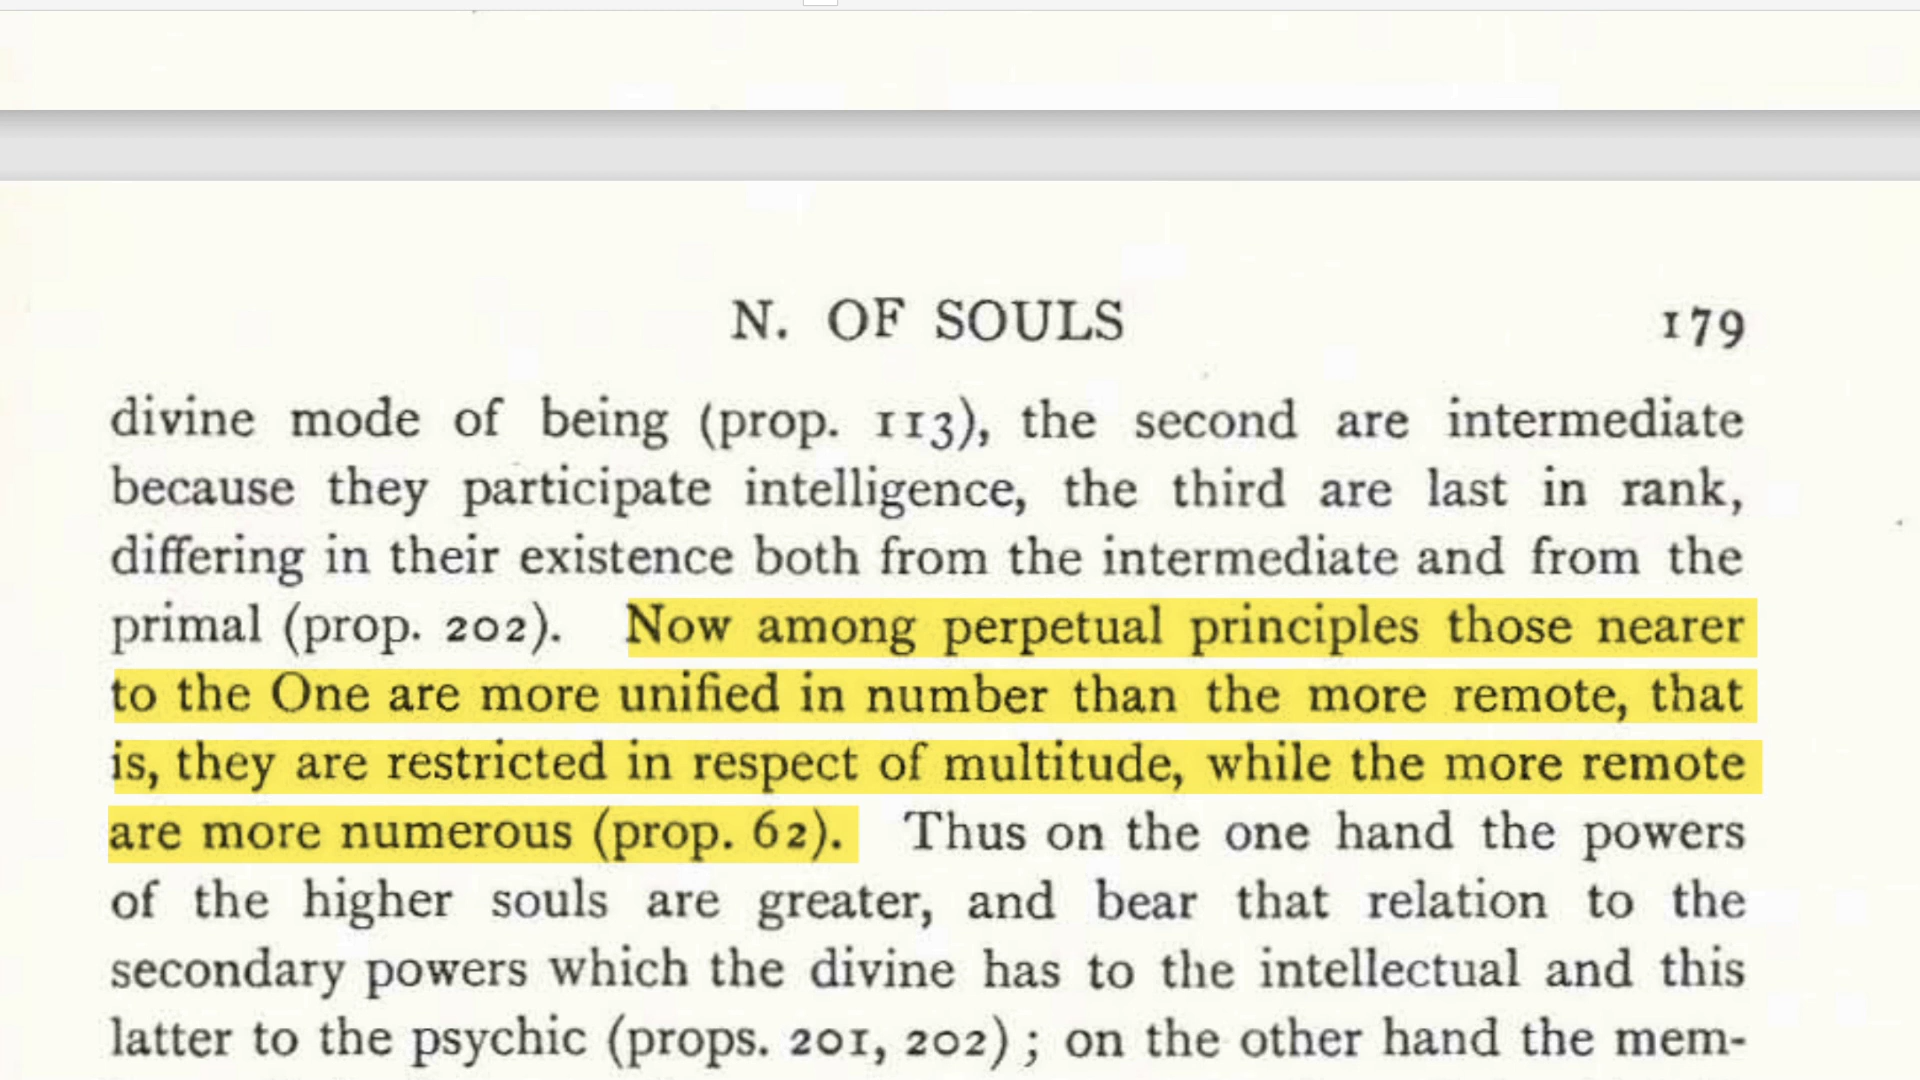 N. OF SOULS 179
divine mode of being (prop. 113), the second are intermediate
because they participate intelligence, the third are last in rank,
differing in their existence both from the intermediate and from the
primal (prop. 202). Now among perpetual principles those nearer
to the One are more unified in number than the more remote, that
is, they are restricted in respect of multitude, while the more remote
are more numerous (prop. 62). Thus on the one hand the powers
of the higher souls are greater, and bear that relation to the
secondary powers which the divine has to the intellectual and this
latter to the psychic (props. 201, 202) ; on the other hand the mem-